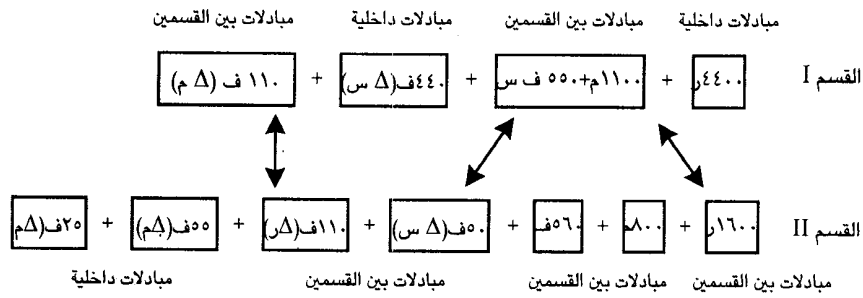 مبادلات داخلية مبادلات بين القسمين مبادلات داخلية مبادلات بين القسمين
القسم I ٤٤٠٠ر + ١١٠٠م+٥٥٠ ف س + ٤٤٠ف(Δ س) + ١١٠ ف (Δ م)
القسم II ١٦٠٠ر + ٨٠٠م + ٥٦٠ف + ٥٠ف(Δ س) + ١١٠ف(Δر) + ٥٥ف(Δم) + ٢٥ف(Δم
مبادلات بين القسمين مبادلات بين القسمين مبادلات بين القسمين مبادلات داخلية